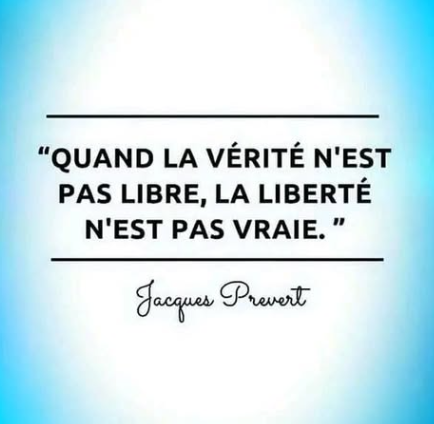 “QUAND LA VÉRITÉ N'EST
PAS LIBRE, LA LIBERTÉ
N'EST PAS VRAIE. ”
Jacques Prevert